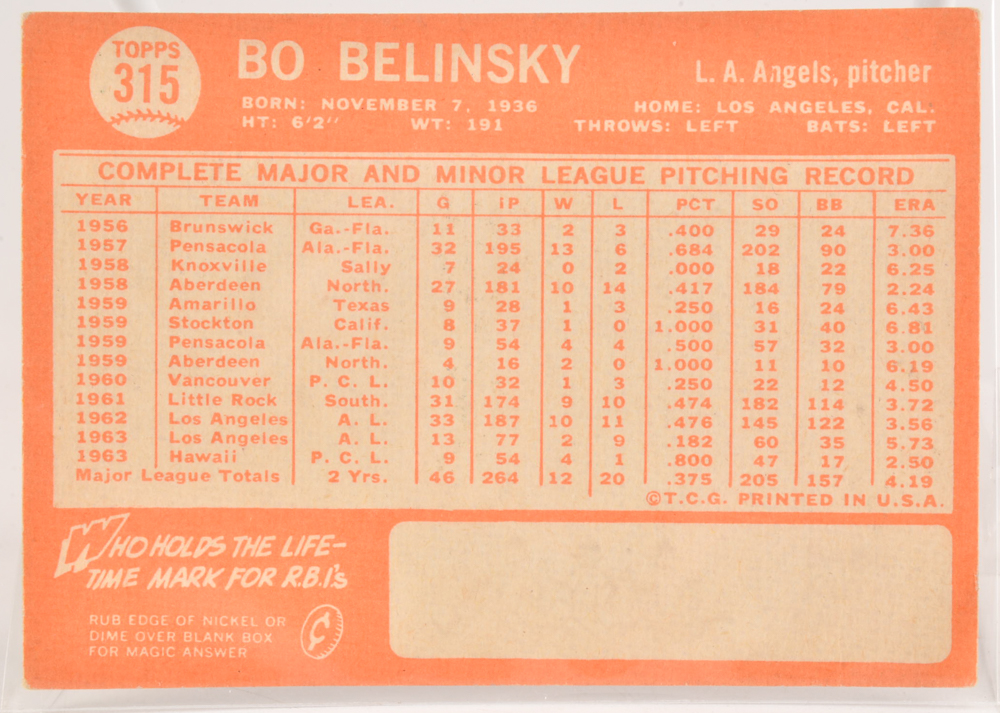 TOPPS
315
BO BELINSKY
L. A. Angels, pitcher
BORN: NOVEMBER 7, 1936 HOME: LOS ANGELES, CAL.
HT: 6'2" WT: 191 THROWS: LEFT BATS: LEFT
COMPLETE MAJOR AND MINOR LEAGUE PITCHING RECORD
YEAR TEAM LEA. G IP W L PCT SO BB ERA
1956 Brunswick Ga.-Fla. 11 33 2 3 .400 29 24 7.36
1957 Pensacola Ala.-Fla. 32 195 13 6 .684 202 90 3.00
1958 Knoxville Sally 7 24 0 2 .000 18 22 6.25
1958 Aberdeen North. 27 181 10 14 .417 184 79 2.24
1959 Amarillo Texas 9 28 1 3 .250 16 24 6.43
1959 Stockton Calif. 8 37 1 0 1.000 31 40 6.81
1959 Pensacola Ala.-Fla. 9 54 4 4 .500 57 32 3.00
1959 Aberdeen North. 4 16 2 0 1.000 11 10 6.19
1960 Vancouver P. C. L. 10 32 1 3 .250 22 12 4.50
1961 Little Rock South. 31 174 9 10 .474 182 114 3.72
1962 Los Angeles A. L. 33 187 10 11 .476 145 122 3.56
1963 Los Angeles A. L. 13 77 2 9 .182 60 35 5.73
1963 Hawaii P. C. L. 9 54 4 1 .800 47 17 2.50
Major League Totals 2 Yrs. 46 264 12 20 .375 205 157 4.19
©T.C.G. PRINTED IN U.S.A.
WHO HOLDS THE LIFE-
TIME MARK FOR R.B.I's
RUB EDGE OF NICKEL OR
DIME OVER BLANK BOX
FOR MAGIC ANSWER
¢